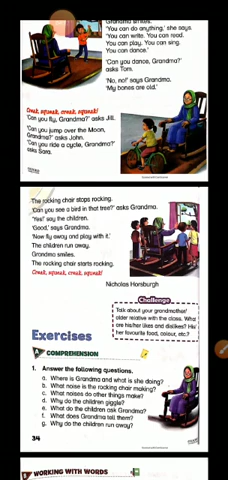 Grandma smiles.
'You can do anything,' she says.
'You can write. You can read.
You can play. You can sing.
You can dance.'
'Can you dance, Grandma?'
asks Tom.
'No, no!' says Grandma.
'My bones are old.'
Creak, squeak, creak, squeak!
'Can you fly, Grandma?' asks Jill.
'Can you jump over the Moon,
Grandma?' asks John.
'Can you ride a cycle, Grandma?'
asks Sara.
The rocking chair stops rocking.
'Can you see a bird in that tree?' asks Grandma.
'Yes!' say the children.
'Good,' says Grandma.
'Now fly away and play with it.'
The children run away.
Grandma smiles.
The rocking chair starts rocking.
Creak, squeak, creak, squeak!
Nicholas Horsburgh
Challenge
Talk about your grandmother/
older relative with the class. What
are his/her likes and dislikes? His/
her favourite food, colour, etc.?
Exercises
A COMPREHENSION
1. Answer the following questions.
a. Where is Grandma and what is she doing?
b. What noise is the rocking chair making?
c. What noises do other things make?
d. Why do the children giggle?
e. What do the children ask Grandma?
f. What does Grandma tell them?
g. Why do the children run away?
34
B WORKING WITH WORDS